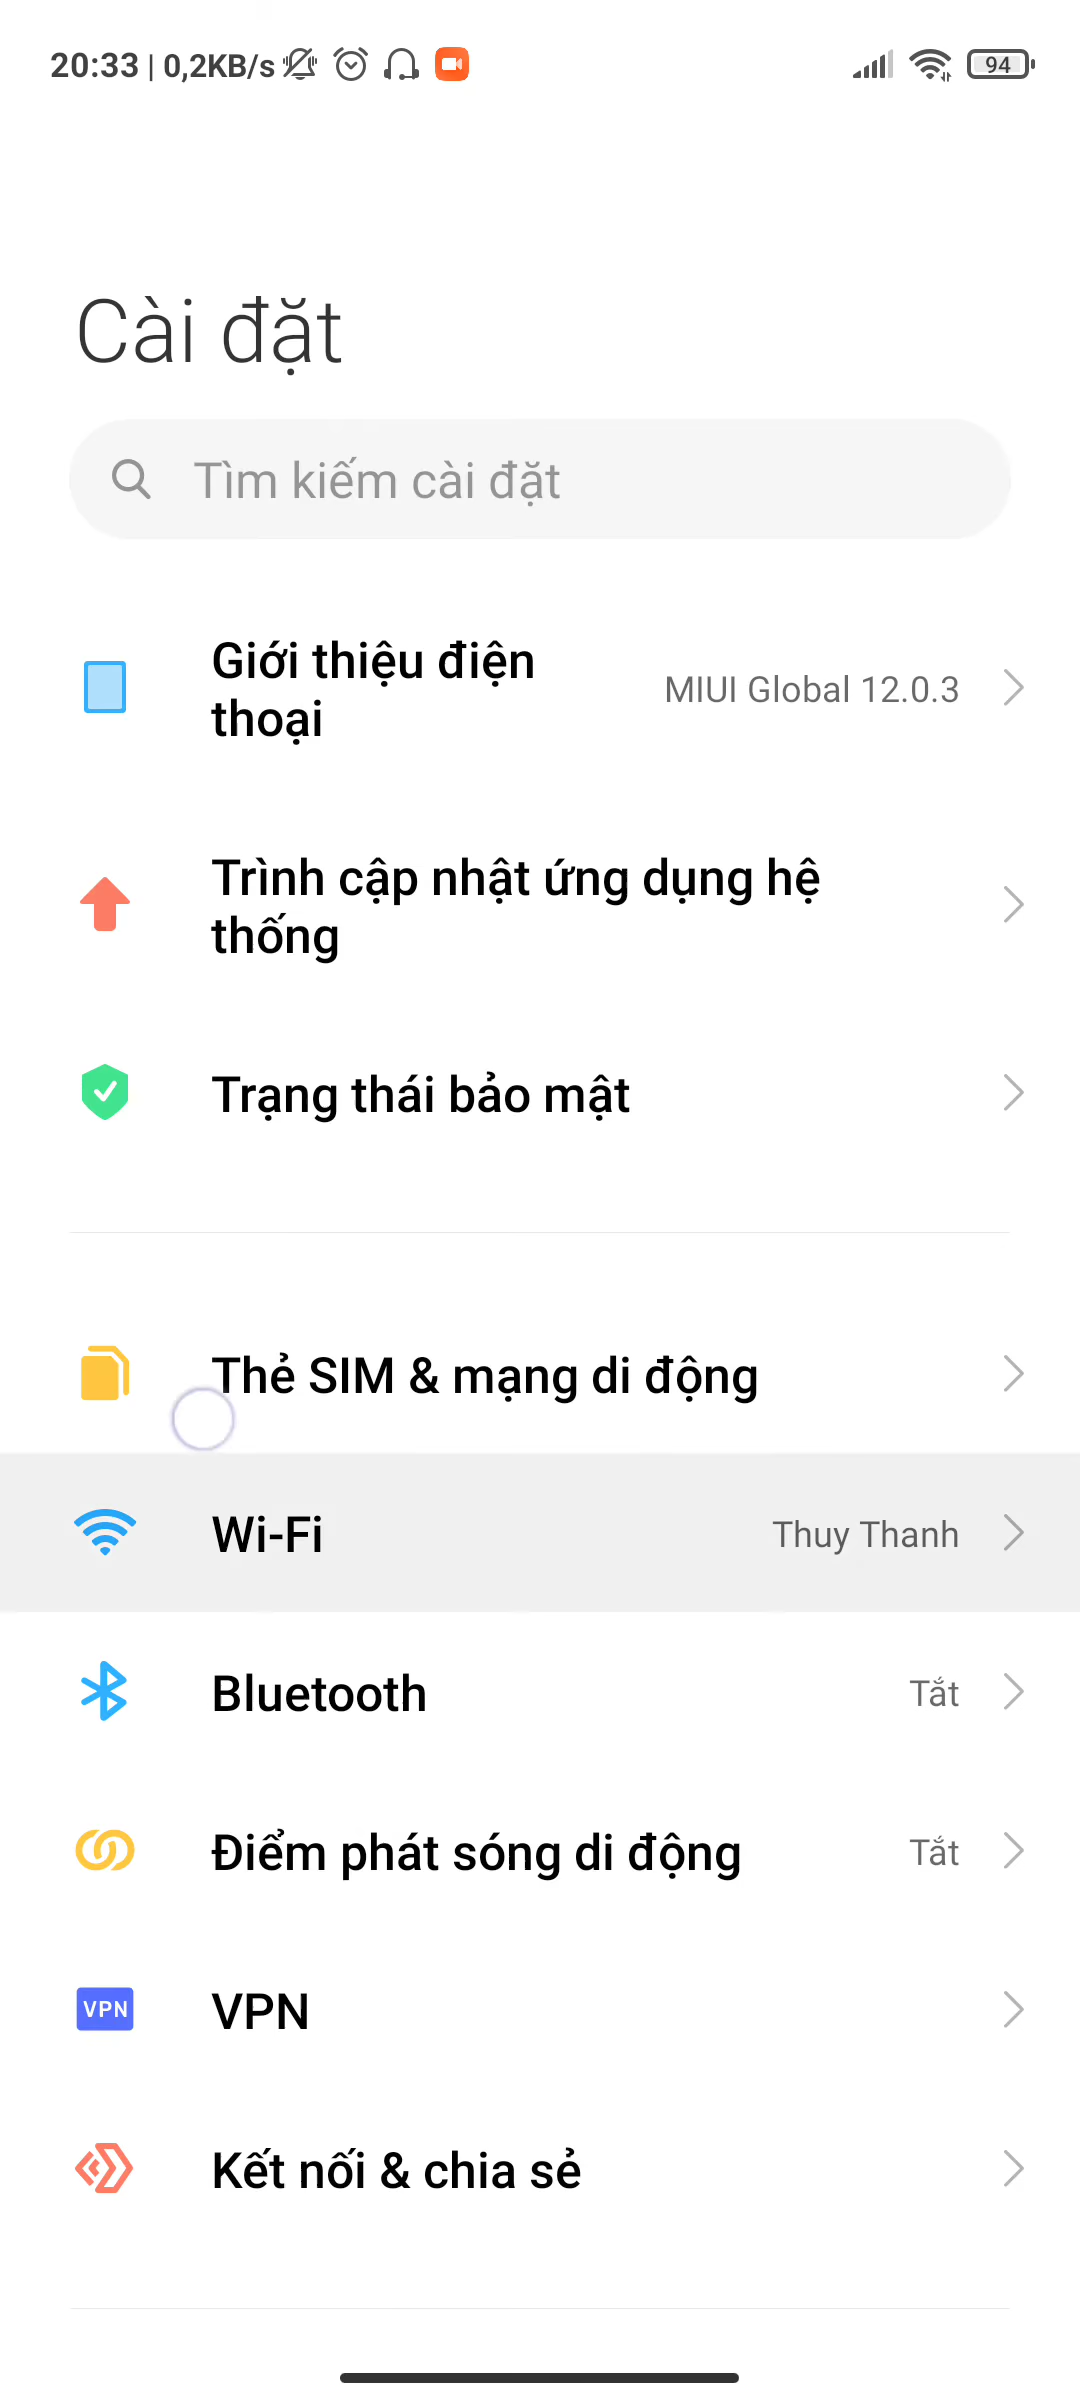 20:33 | 0,2KB/s
94
Cài đặt
Tìm kiếm cài đặt
Giới thiệu điện
thoại
MIUI Global 12.0.3
Trình cập nhật ứng dụng hệ
thống
Trạng thái bảo mật
Thẻ SIM & mạng di động
Wi-Fi
Thuy Thanh
Bluetooth
Tắt
Điểm phát sóng di động
Tắt
VPN
VPN
Kết nối & chia sẻ